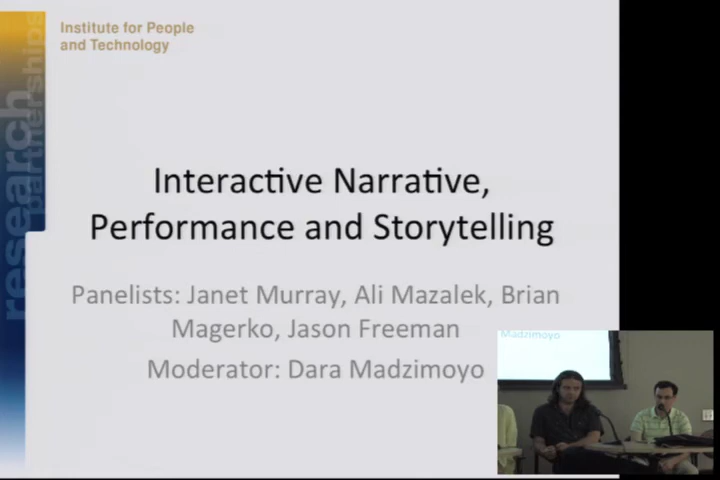 Institute for People
and Technology
research
partnerships
Interactive Narrative,
Performance and Storytelling
Panelists: Janet Murray, Ali Mazalek, Brian
Magerko, Jason Freeman
Moderator: Dara Madzimoyo
Madzimoyo